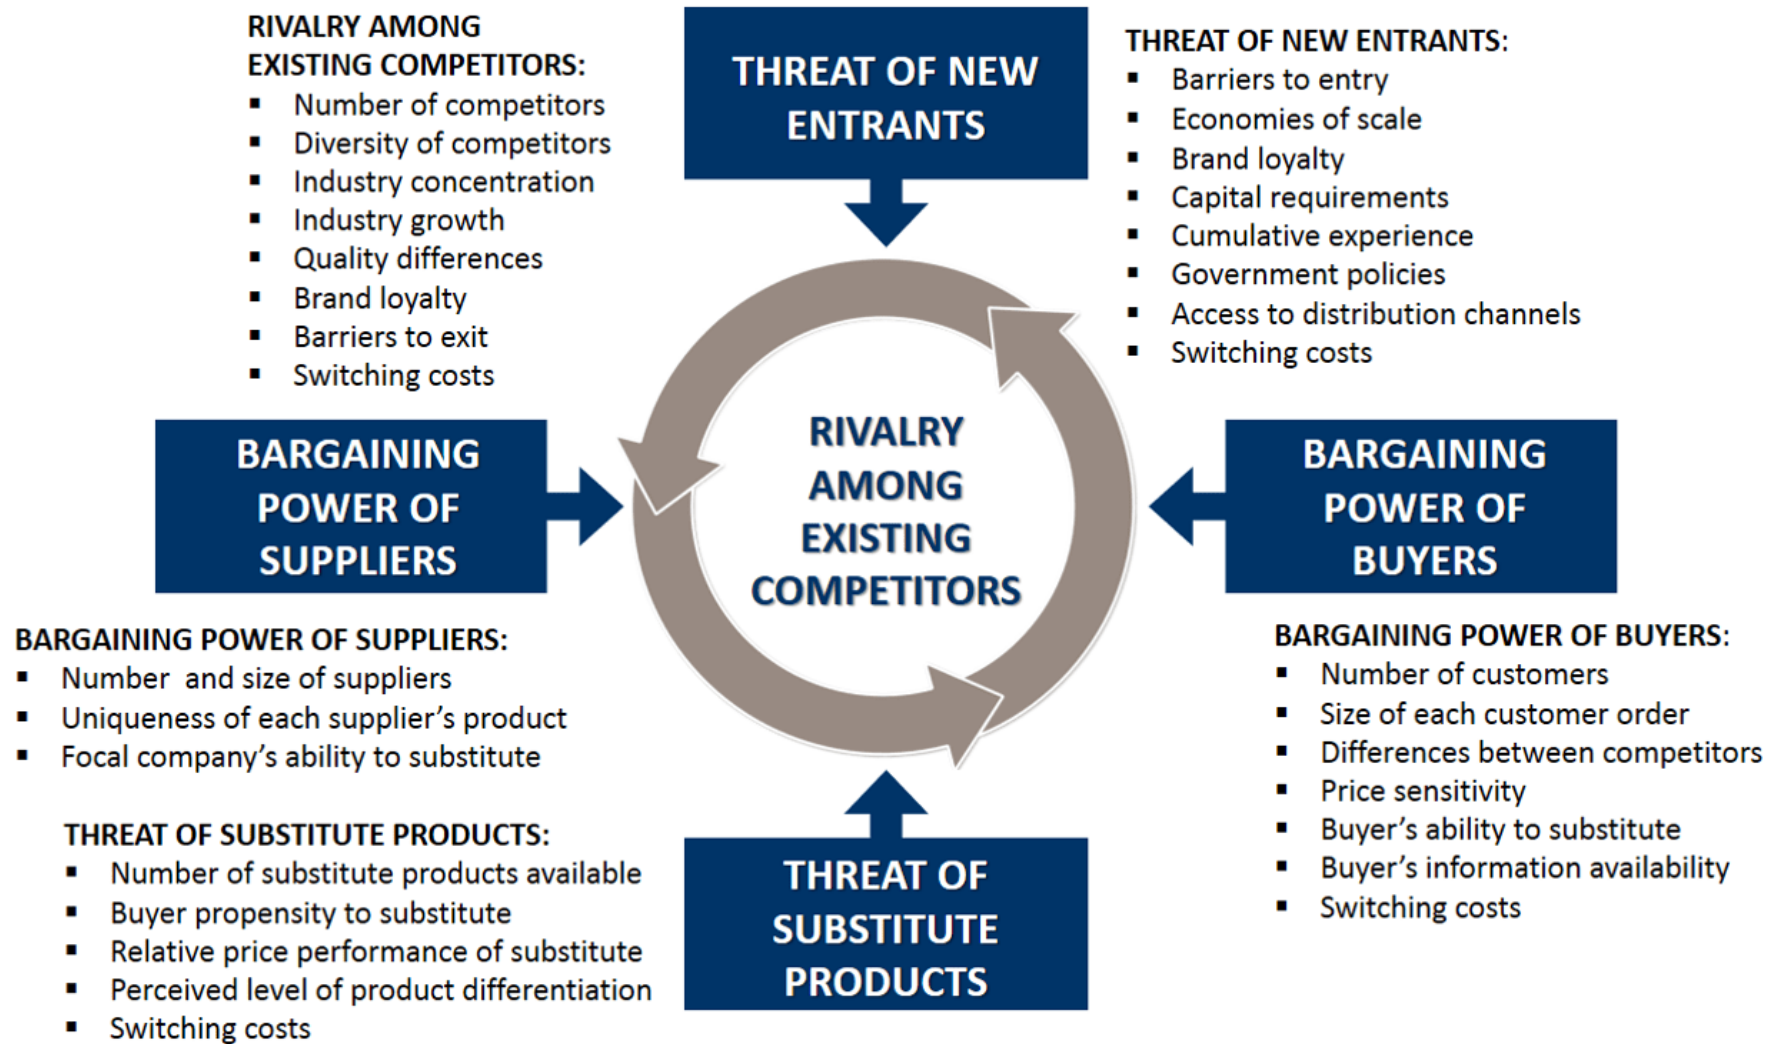 RIVALRY AMONG
EXISTING COMPETITORS:
▪ Number of competitors
▪ Diversity of competitors
▪ Industry concentration
▪ Industry growth
▪ Quality differences
▪ Brand loyalty
▪ Barriers to exit
▪ Switching costs
THREAT OF NEW
ENTRANTS
THREAT OF NEW ENTRANTS:
▪ Barriers to entry
▪ Economies of scale
▪ Brand loyalty
▪ Capital requirements
▪ Cumulative experience
▪ Government policies
▪ Access to distribution channels
▪ Switching costs
BARGAINING
POWER OF
SUPPLIERS
RIVALRY
AMONG
EXISTING
COMPETITORS
BARGAINING
POWER OF
BUYERS
BARGAINING POWER OF SUPPLIERS:
▪ Number and size of suppliers
▪ Uniqueness of each supplier’s product
▪ Focal company’s ability to substitute
BARGAINING POWER OF BUYERS:
▪ Number of customers
▪ Size of each customer order
▪ Differences between competitors
▪ Price sensitivity
▪ Buyer’s ability to substitute
▪ Buyer’s information availability
▪ Switching costs
THREAT OF SUBSTITUTE PRODUCTS:
▪ Number of substitute products available
▪ Buyer propensity to substitute
▪ Relative price performance of substitute
▪ Perceived level of product differentiation
▪ Switching costs
THREAT OF
SUBSTITUTE
PRODUCTS